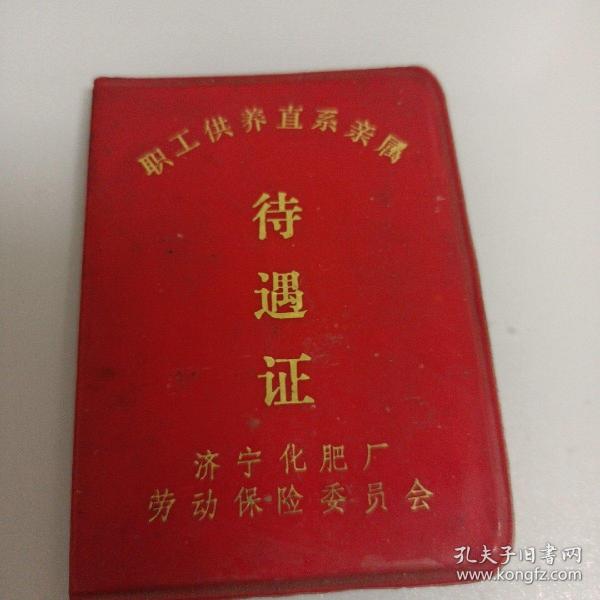 职工供养直系亲属
待
遇
证
济宁化肥厂
劳动保险委员会
孔夫子旧书网
www.kongfz.com